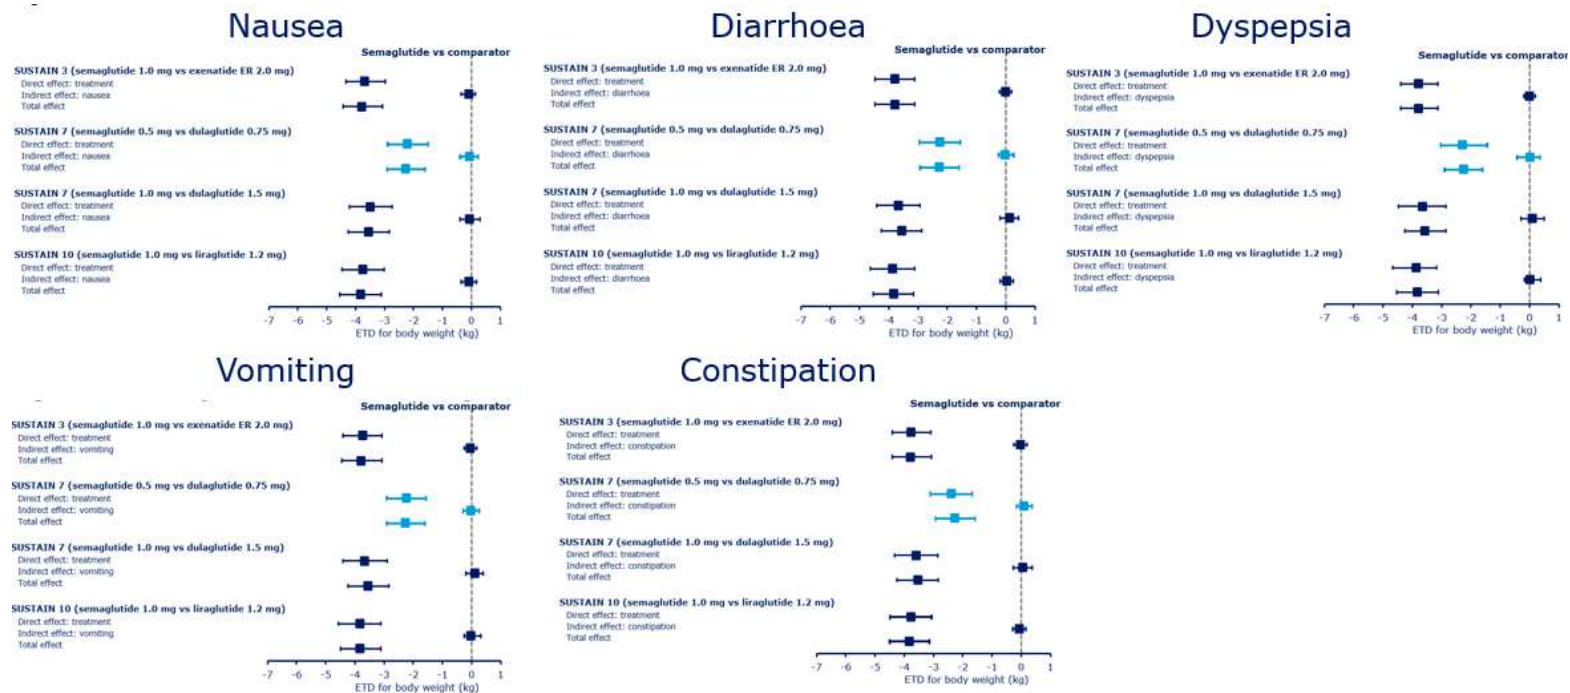 Nausea
Semaglutide vs comparator
SUSTAIN 3 (semaglutide 1.0 mg vs exenatide ER 2.0 mg)
Direct effect: treatment
Indirect effect: nausea
Total effect
SUSTAIN 7 (semaglutide 0.5 mg vs dulaglutide 0.75 mg)
Direct effect: treatment
Indirect effect: nausea
Total effect
SUSTAIN 7 (semaglutide 1.0 mg vs dulaglutide 1.5 mg)
Direct effect: treatment
Indirect effect: nausea
Total effect
SUSTAIN 10 (semaglutide 1.0 mg vs liraglutide 1.2 mg)
Direct effect: treatment
Indirect effect: nausea
Total effect
-7 -6 -5 -4 -3 -2 -1 0 1
ETD for body weight (kg)
Diarrhoea
Semaglutide vs comparator
SUSTAIN 3 (semaglutide 1.0 mg vs exenatide ER 2.0 mg)
Direct effect: treatment
Indirect effect: diarrhoea
Total effect
SUSTAIN 7 (semaglutide 0.5 mg vs dulaglutide 0.75 mg)
Direct effect: treatment
Indirect effect: diarrhoea
Total effect
SUSTAIN 7 (semaglutide 1.0 mg vs dulaglutide 1.5 mg)
Direct effect: treatment
Indirect effect: diarrhoea
Total effect
SUSTAIN 10 (semaglutide 1.0 mg vs liraglutide 1.2 mg)
Direct effect: treatment
Indirect effect: diarrhoea
Total effect
-7 -6 -5 -4 -3 -2 -1 0 1
ETD for body weight (kg)
Dyspepsia
Semaglutide vs comparator
SUSTAIN 3 (semaglutide 1.0 mg vs exenatide ER 2.0 mg)
Direct effect: treatment
Indirect effect: dyspepsia
Total effect
SUSTAIN 7 (semaglutide 0.5 mg vs dulaglutide 0.75 mg)
Direct effect: treatment
Indirect effect: dyspepsia
Total effect
SUSTAIN 7 (semaglutide 1.0 mg vs dulaglutide 1.5 mg)
Direct effect: treatment
Indirect effect: dyspepsia
Total effect
SUSTAIN 10 (semaglutide 1.0 mg vs liraglutide 1.2 mg)
Direct effect: treatment
Indirect effect: dyspepsia
Total effect
-7 -6 -5 -4 -3 -2 -1 0 1
ETD for body weight (kg)
Vomiting
Semaglutide vs comparator
SUSTAIN 3 (semaglutide 1.0 mg vs exenatide ER 2.0 mg)
Direct effect: treatment
Indirect effect: vomiting
Total effect
SUSTAIN 7 (semaglutide 0.5 mg vs dulaglutide 0.75 mg)
Direct effect: treatment
Indirect effect: vomiting
Total effect
SUSTAIN 7 (semaglutide 1.0 mg vs dulaglutide 1.5 mg)
Direct effect: treatment
Indirect effect: vomiting
Total effect
SUSTAIN 10 (semaglutide 1.0 mg vs liraglutide 1.2 mg)
Direct effect: treatment
Indirect effect: vomiting
Total effect
-7 -6 -5 -4 -3 -2 -1 0 1
ETD for body weight (kg)
Constipation
Semaglutide vs comparator
SUSTAIN 3 (semaglutide 1.0 mg vs exenatide ER 2.0 mg)
Direct effect: treatment
Indirect effect: constipation
Total effect
SUSTAIN 7 (semaglutide 0.5 mg vs dulaglutide 0.75 mg)
Direct effect: treatment
Indirect effect: constipation
Total effect
SUSTAIN 7 (semaglutide 1.0 mg vs dulaglutide 1.5 mg)
Direct effect: treatment
Indirect effect: constipation
Total effect
SUSTAIN 10 (semaglutide 1.0 mg vs liraglutide 1.2 mg)
Direct effect: treatment
Indirect effect: constipation
Total effect
-7 -6 -5 -4 -3 -2 -1 0 1
ETD for body weight (kg)